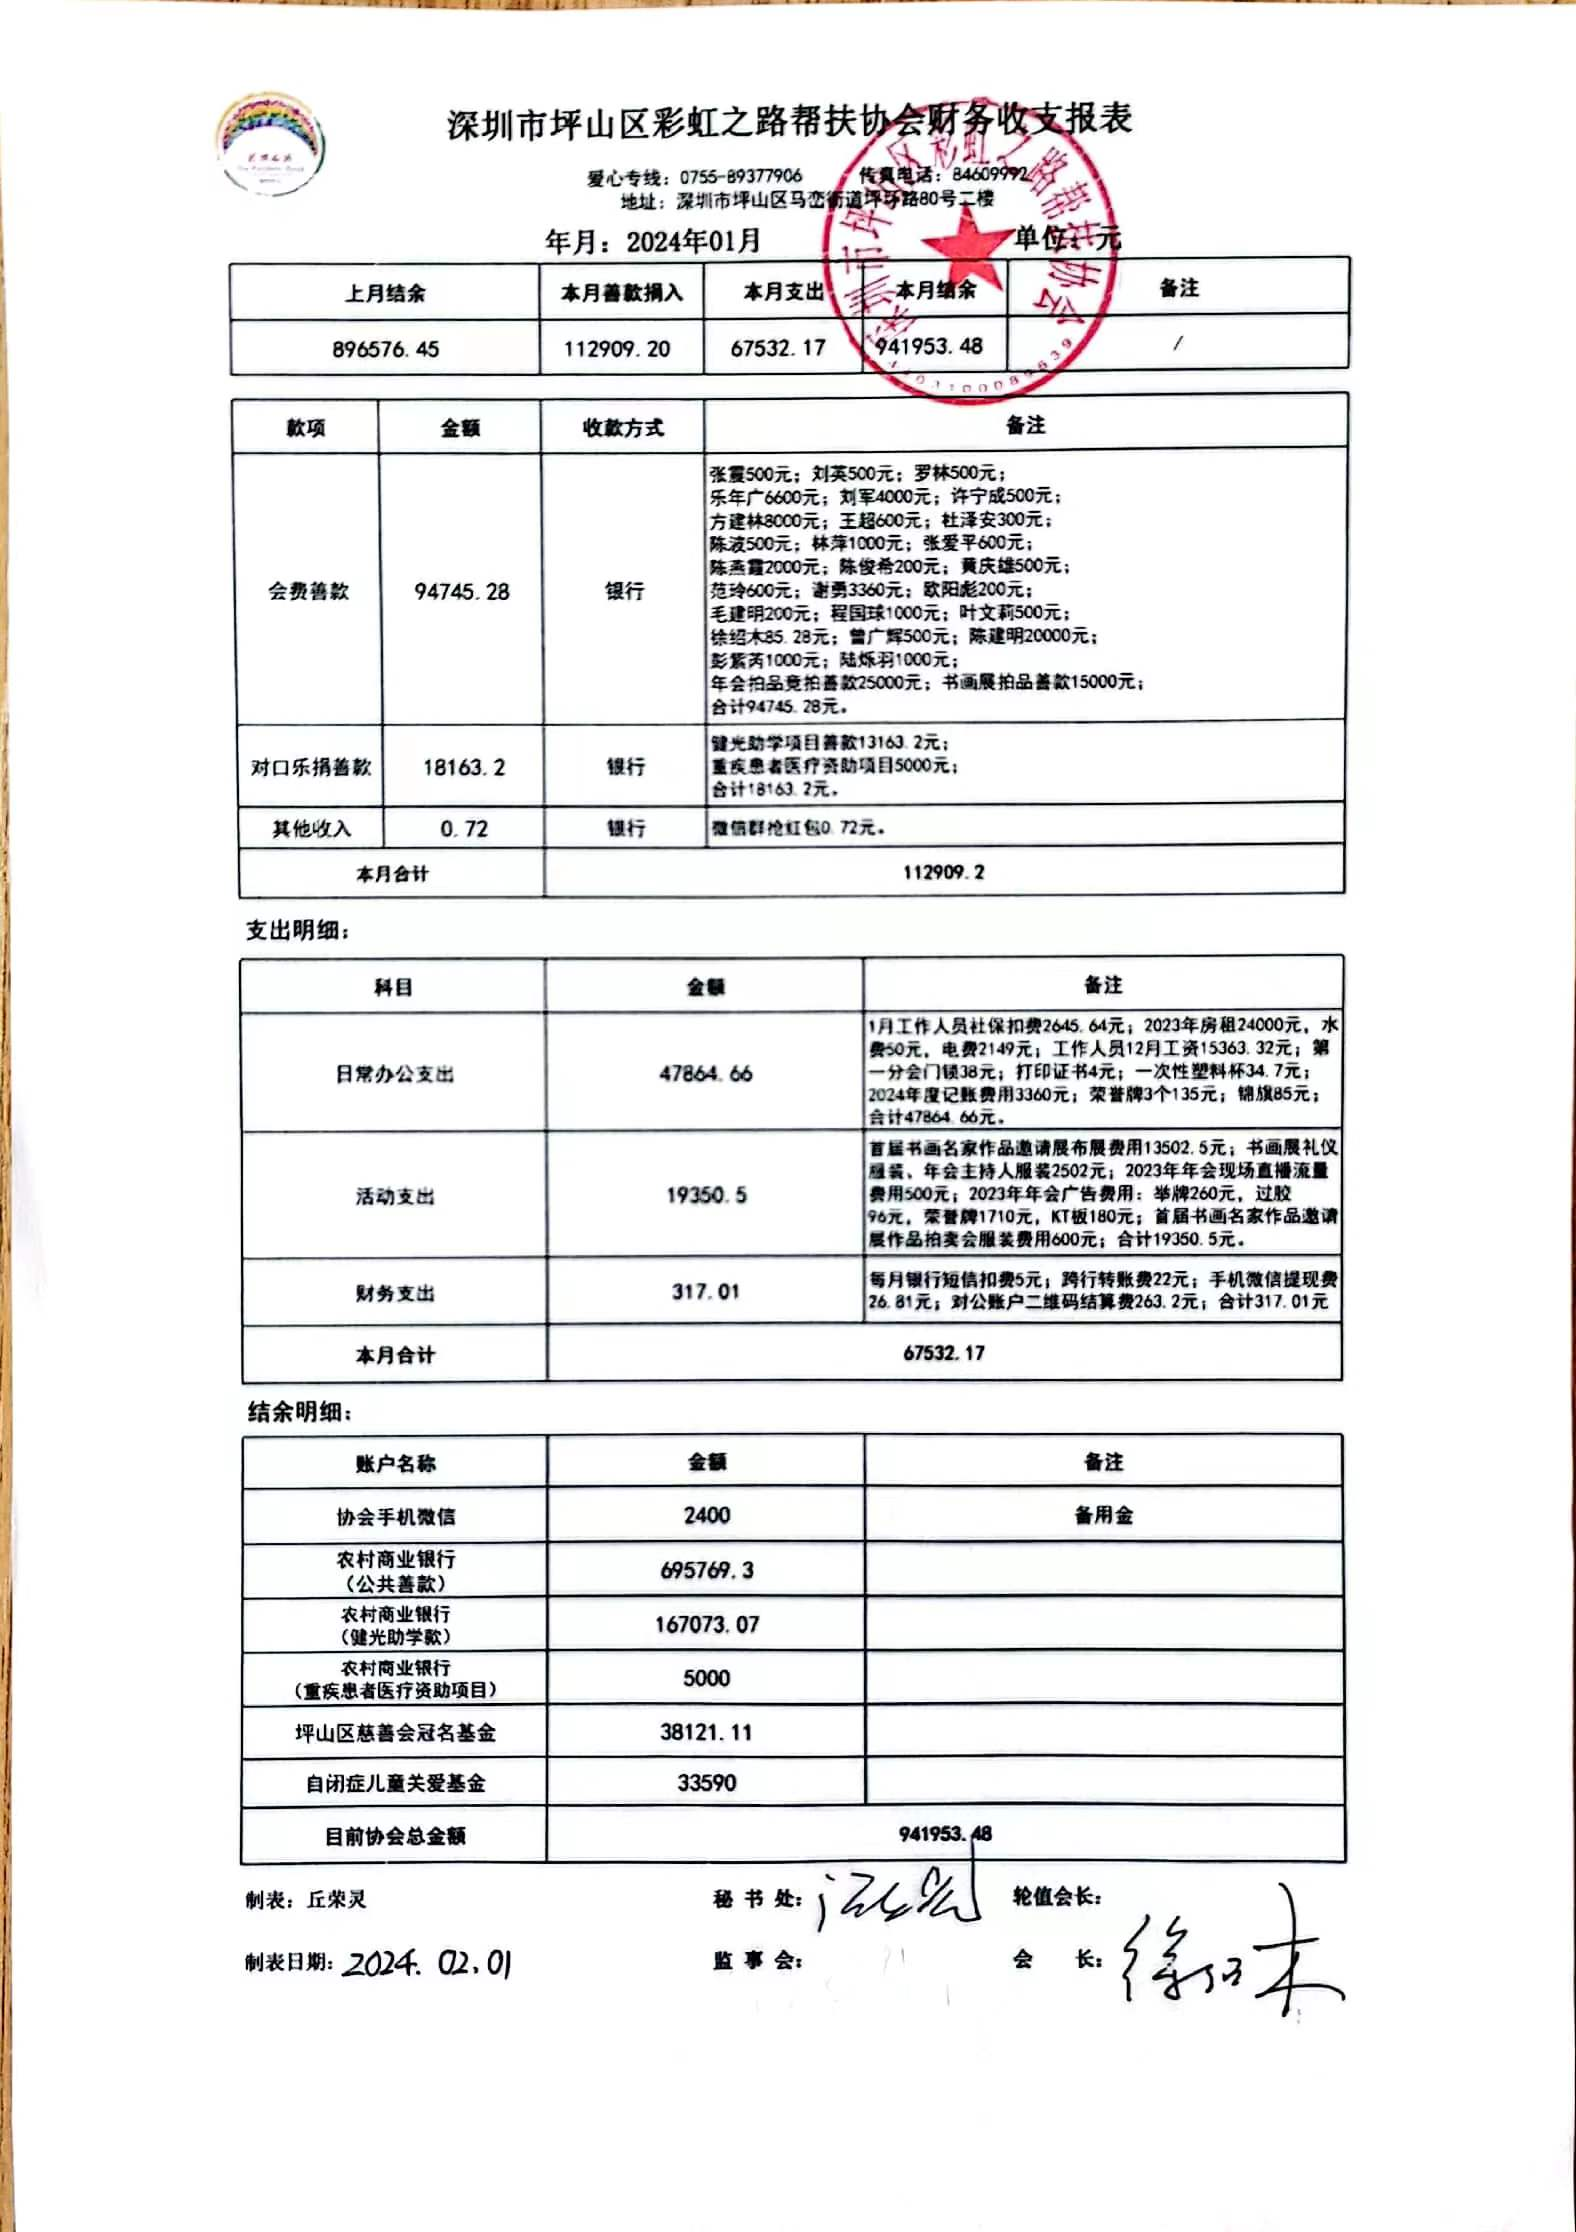 深圳市坪山区彩虹之路帮扶协会财务收支报表
爱心专线：0755-89377906 传真电话：84609992
地址：深圳市坪山区马峦街道坪环路80号二楼
年月：2024年01月 单位：元
上月结余 本月善款捐入 本月支出 本月结余 备注
896576.45 112909.20 67532.17 941953.48 /
款项 金额 收款方式 备注
会费善款 94745.28 银行
张霞500元；刘英500元；罗林500元；
乐年广6600元；刘军4000元；许宁成500元；
方建林8000元；王超600元；杜泽安300元；
陈波500元；林萍1000元；张爱平600元；
陈燕霞2000元；陈俊希200元；黄庆雄500元；
范玲600元；谢勇3360元；欧阳彪200元；
毛建明200元；程国球1000元；叶文莉500元；
徐绍木85.28元；曾广辉500元；陈建明20000元；
彭紫芮1000元；陆烁羽1000元；
年会拍品竞拍善款25000元；书画展拍品善款15000元；
合计94745.28元。
对口乐捐善款 18163.2 银行
健光助学项目善款13163.2元；
重疾患者医疗资助项目5000元；
合计18163.2元。
其他收入 0.72 银行 微信群抢红包0.72元。
本月合计 112909.2
支出明细：
科目 金额 备注
日常办公支出 47864.66
1月工作人员社保扣费2645.64元；2023年房租24000元，水
费50元，电费2149元；工作人员12月工资15363.32元；第
一分会门锁38元；打印证书4元；一次性塑料杯34.7元；
2024年度记账费用3360元；荣誉牌3个135元；锦旗85元；
合计47864.66元。
活动支出 19350.5
首届书画名家作品邀请展布展费用13502.5元；书画展礼仪
服装、年会主持人服装2502元；2023年年会现场直播流量
费用500元；2023年年会广告费用：举牌260元，过胶
96元，荣誉牌1710元，KT板180元；首届书画名家作品邀请
展作品拍卖会服装费用600元；合计19350.5元。
财务支出 317.01
每月银行短信扣费5元；跨行转账费22元；手机微信提现费
26.81元；对公账户二维码结算费263.2元；合计317.01元
本月合计 67532.17
结余明细：
账户名称 金额 备注
协会手机微信 2400 备用金
农村商业银行
（公共善款） 695769.3
农村商业银行
（健光助学款） 167073.07
农村商业银行
（重疾患者医疗资助项目） 5000
坪山区慈善会冠名基金 38121.11
自闭症儿童关爱基金 33590
目前协会总金额 941953.48
制表：丘荣灵 秘书处： 轮值会长：
制表日期：2024.02.01 监事会： 会长：徐绍木
深圳市坪山区彩虹之路帮扶协会